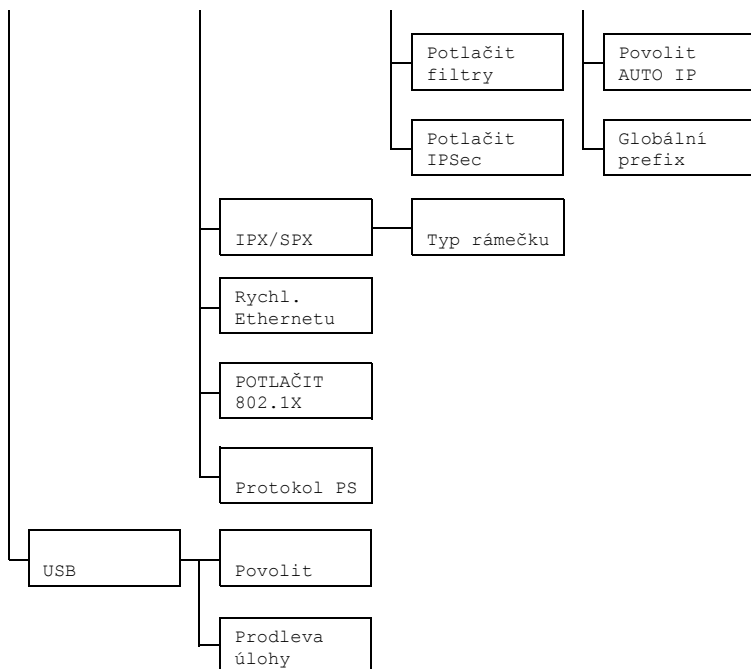 Potlačit
filtry
Povolit
AUTO IP
Potlačit
IPSec
Globální
prefix
IPX/SPX
Typ rámečku
Rychl.
Ethernetu
POTLAČIT
802.1X
Protokol PS
USB
Povolit
Prodleva
úlohy